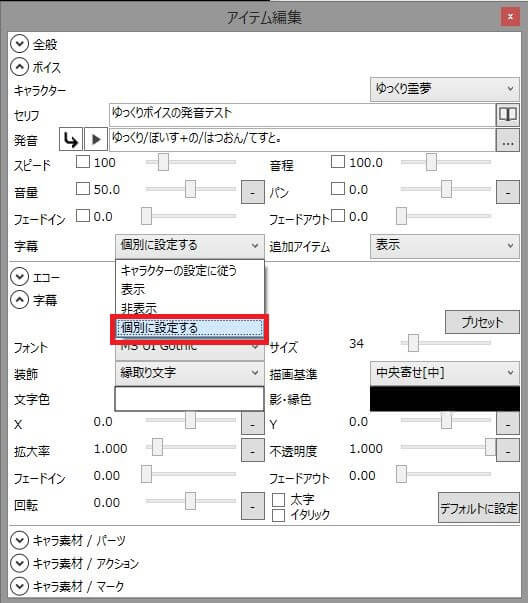 アイテム編集
全般
ボイス
キャラクター ゆっくり霊夢
セリフ ゆっくりボイスの発音テスト
発音 ゆっくり/ぼいす+の/はつおん/てすと。 ...
スピード 100 音程 100.0
音量 50.0 - パン 0.0 -
フェードイン 0.0 フェードアウト 0.0
字幕 個別に設定する 追加アイテム 表示
キャラクターの設定に従う
表示
非表示
個別に設定する
エコー
字幕
プリセット
フォント MS UI Gothic サイズ 34
装飾 縁取り文字 描画基準 中央寄せ[中]
文字色 影・縁色
X 0.0 - Y 0.0 -
拡大率 1.000 - 不透明度 1.000 -
フェードイン 0.00 フェードアウト 0.00
回転 0.00 - 太字
イタリック デフォルトに設定
キャラ素材 / パーツ
キャラ素材 / アクション
キャラ素材 / マーク